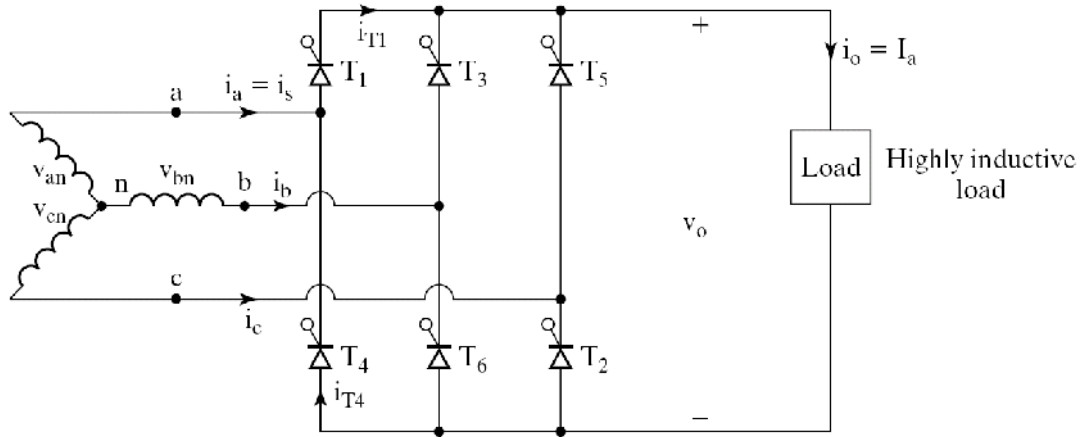 i_T1
+
T_1
T_3
T_5
i_o = I_a
a
i_a = i_s
v_an
n
v_bn
b
i_b
v_cn
Load
Highly inductive
load
v_o
c
i_c
T_4
T_6
T_2
i_T4
−